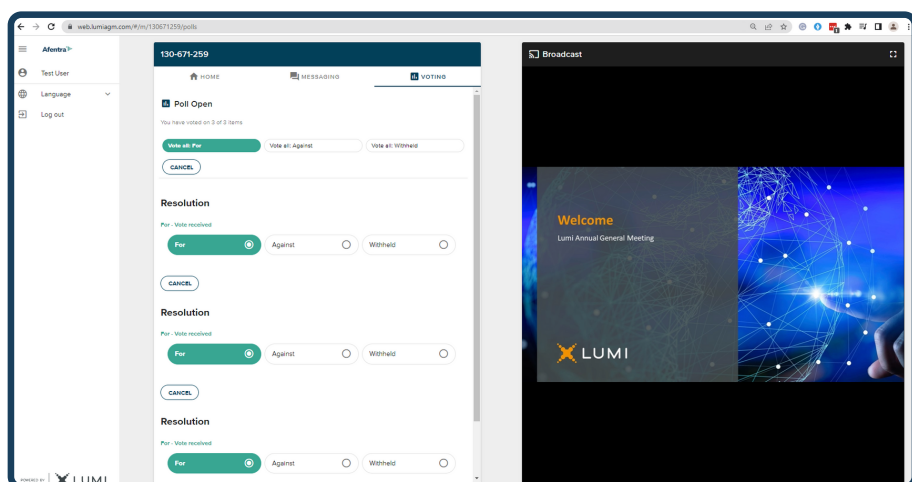 web.lumiagm.com/#/m/130671259/polls
Afentra
Test User
Language
Log out
130-671-259
HOME
MESSAGING
VOTING
Poll Open
You have voted on 3 of 3 items
Vote all: For
Vote all: Against
Vote all: Withheld
CANCEL
Resolution
For - Vote received
For
Against
Withheld
CANCEL
Resolution
For - Vote received
For
Against
Withheld
CANCEL
Resolution
For - Vote received
For
Against
Withheld
POWERED BY
LUMI
Broadcast
Welcome
Lumi Annual General Meeting
LUMI